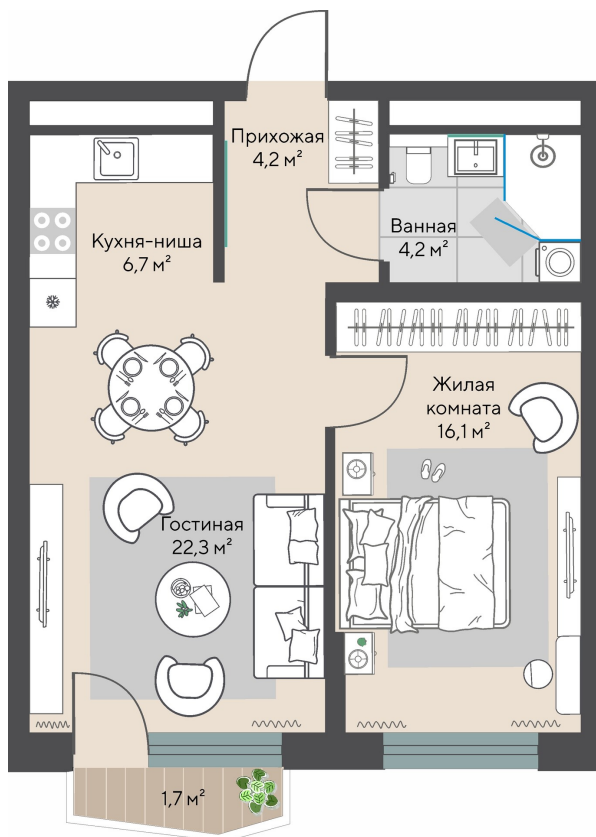 Прихожая
4,2 м²
Ванная
4,2 м²
Кухня-ниша
6,7 м²
Жилая
комната
16,1 м²
Гостиная
22,3 м²
1,7 м²